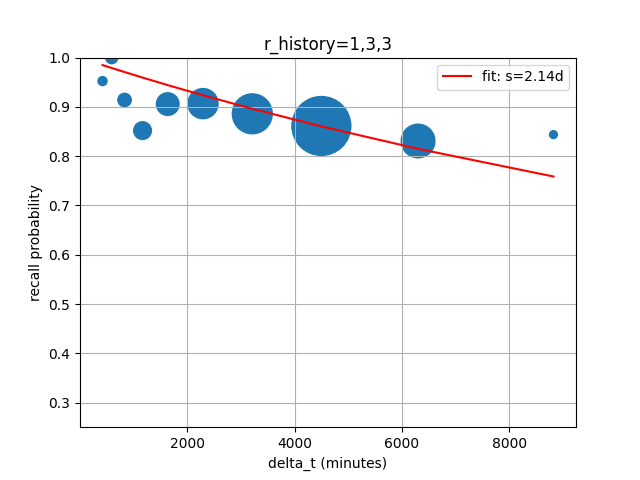 r_history=1,3,3
fit: s=2.14d
1.0
0.9
0.8
0.7
0.6
0.5
0.4
0.3
recall probability
2000 4000 6000 8000
delta_t (minutes)